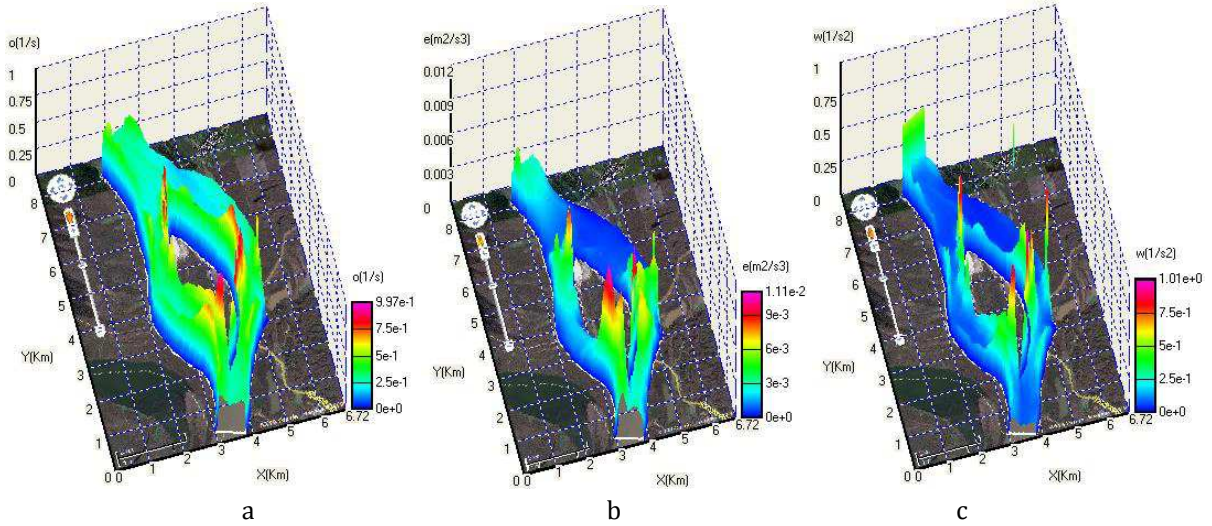 o(1/s)
1
0.75
0.5
0.25
0
8
7
6
5
4
3
2
1
0
Y(Km)
0
1
2
3
4
5
6
6.72
X(Km)
o(1/s)
9.97e-1
7.5e-1
5e-1
2.5e-1
0e+0
a
e(m2/s3)
0.012
0.009
0.006
0.003
0
8
7
6
5
4
3
2
1
0
Y(Km)
0
1
2
3
4
5
6
6.72
X(Km)
e(m2/s3)
1.11e-2
9e-3
6e-3
3e-3
0e+0
b
w(1/s2)
1
0.75
0.5
0.25
0
8
7
6
5
4
3
2
1
0
Y(Km)
0
1
2
3
4
5
6
6.72
X(Km)
w(1/s2)
1.01e+0
7.5e-1
5e-1
2.5e-1
0e+0
c